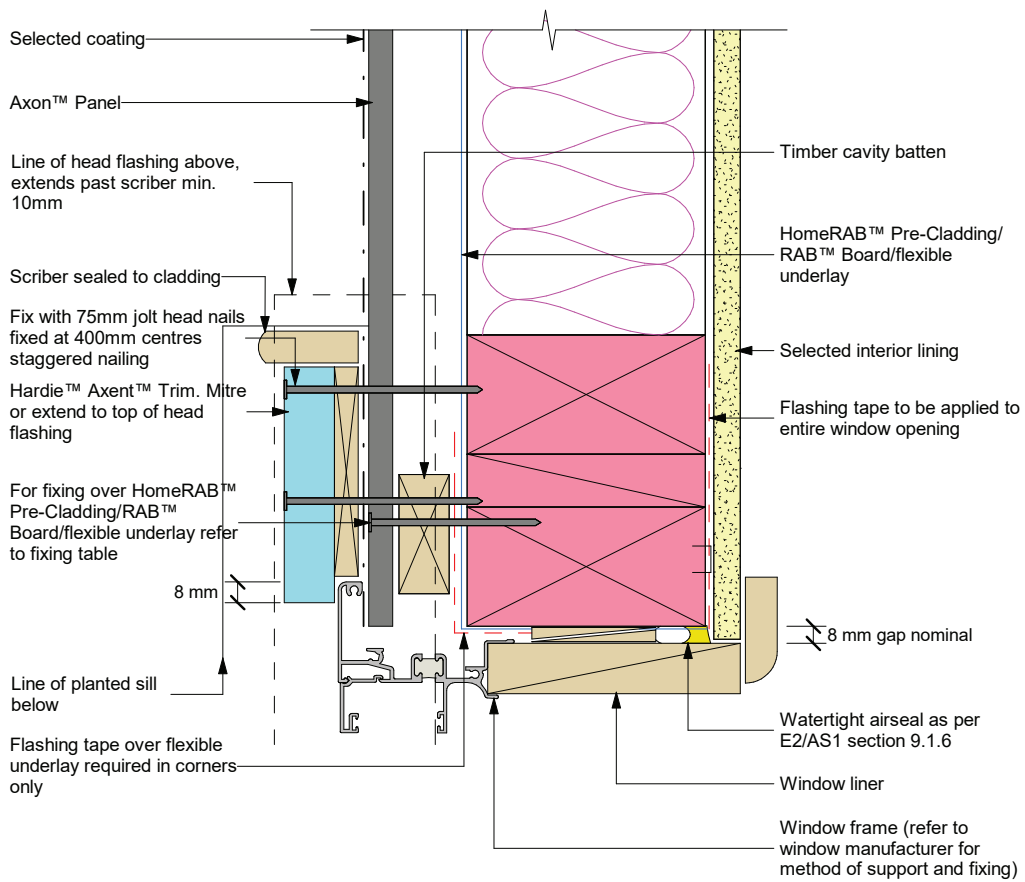 Selected coating
Axon™ Panel
Line of head flashing above,
extends past scriber min.
10mm
Scriber sealed to cladding
Fix with 75mm jolt head nails
fixed at 400mm centres
staggered nailing
Hardie™ Axent™ Trim. Mitre
or extend to top of head
flashing
For fixing over HomeRAB™
Pre-Cladding/RAB™
Board/flexible underlay refer
to fixing table
8 mm
Line of planted sill
below
Flashing tape over flexible
underlay required in corners
only
Timber cavity batten
HomeRAB™ Pre-Cladding/
RAB™ Board/flexible
underlay
Selected interior lining
Flashing tape to be applied to
entire window opening
8 mm gap nominal
Watertight airseal as per
E2/AS1 section 9.1.6
Window liner
Window frame (refer to
window manufacturer for
method of support and fixing)